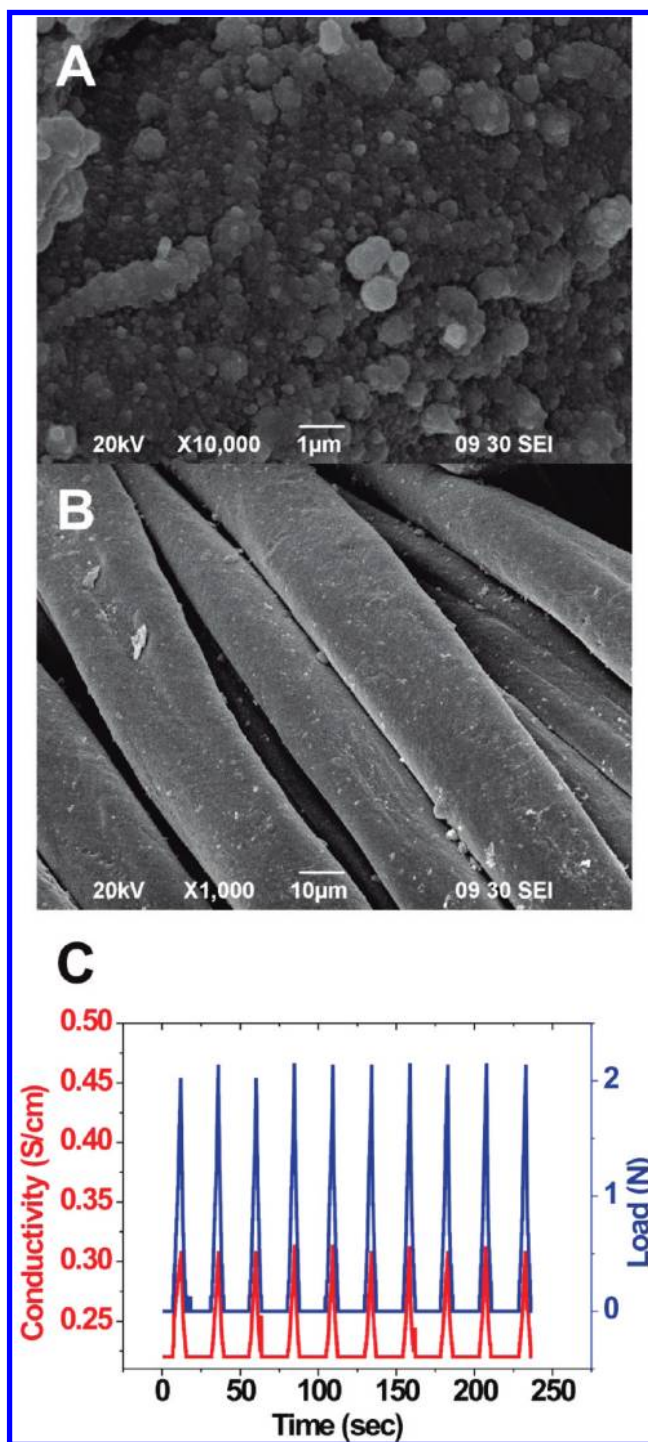 A
20kV X10,000 1μm 09 30 SEI
B
20kV X1,000 10μm 09 30 SEI
C
0.50
0.45
0.40
0.35
0.30
0.25
Conductivity (S/cm)
2
1
0
Load (N)
0 50 100 150 200 250
Time (sec)